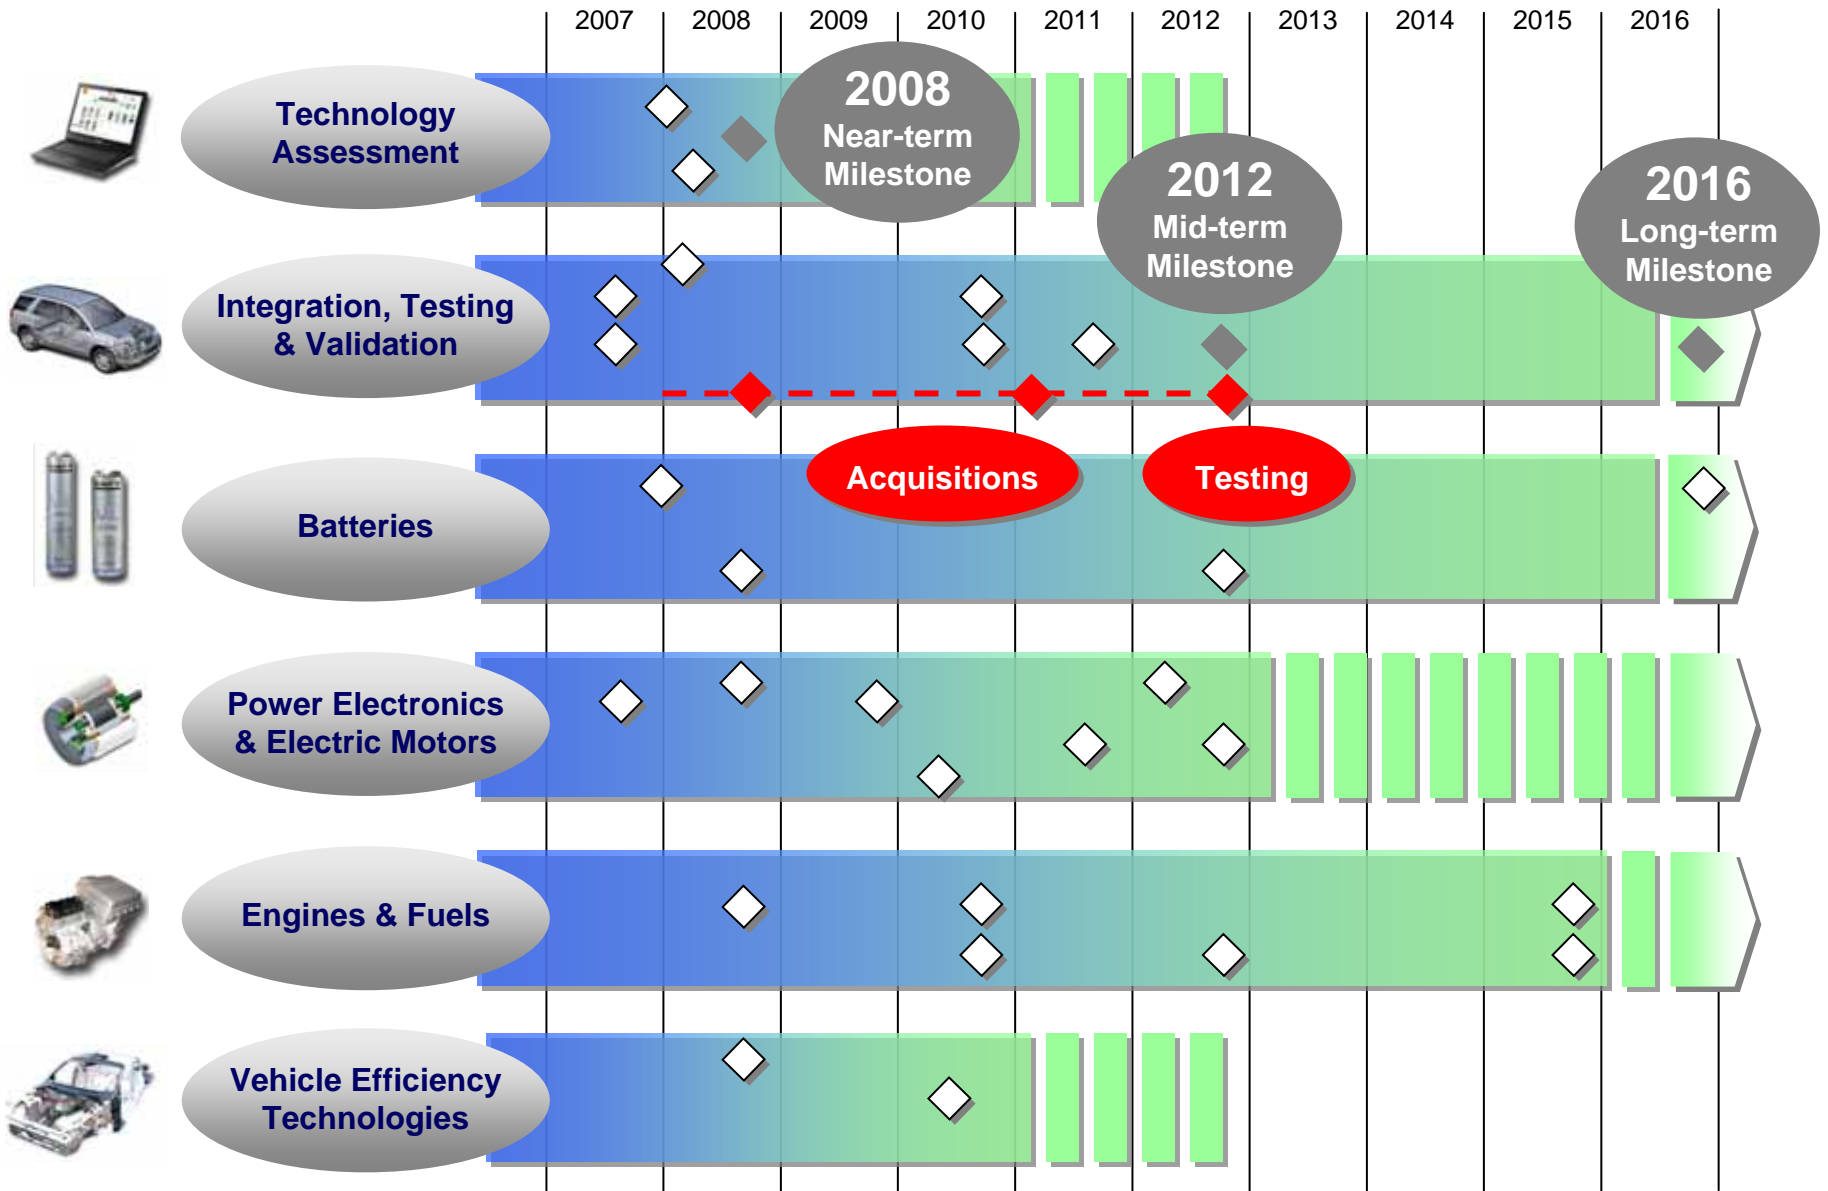 2007 2008 2009 2010 2011 2012 2013 2014 2015 2016
Technology
Assessment
2008
Near-term
Milestone
2012
Mid-term
Milestone
2016
Long-term
Milestone
Integration, Testing
& Validation
Acquisitions
Testing
Batteries
Power Electronics
& Electric Motors
Engines & Fuels
Vehicle Efficiency
Technologies